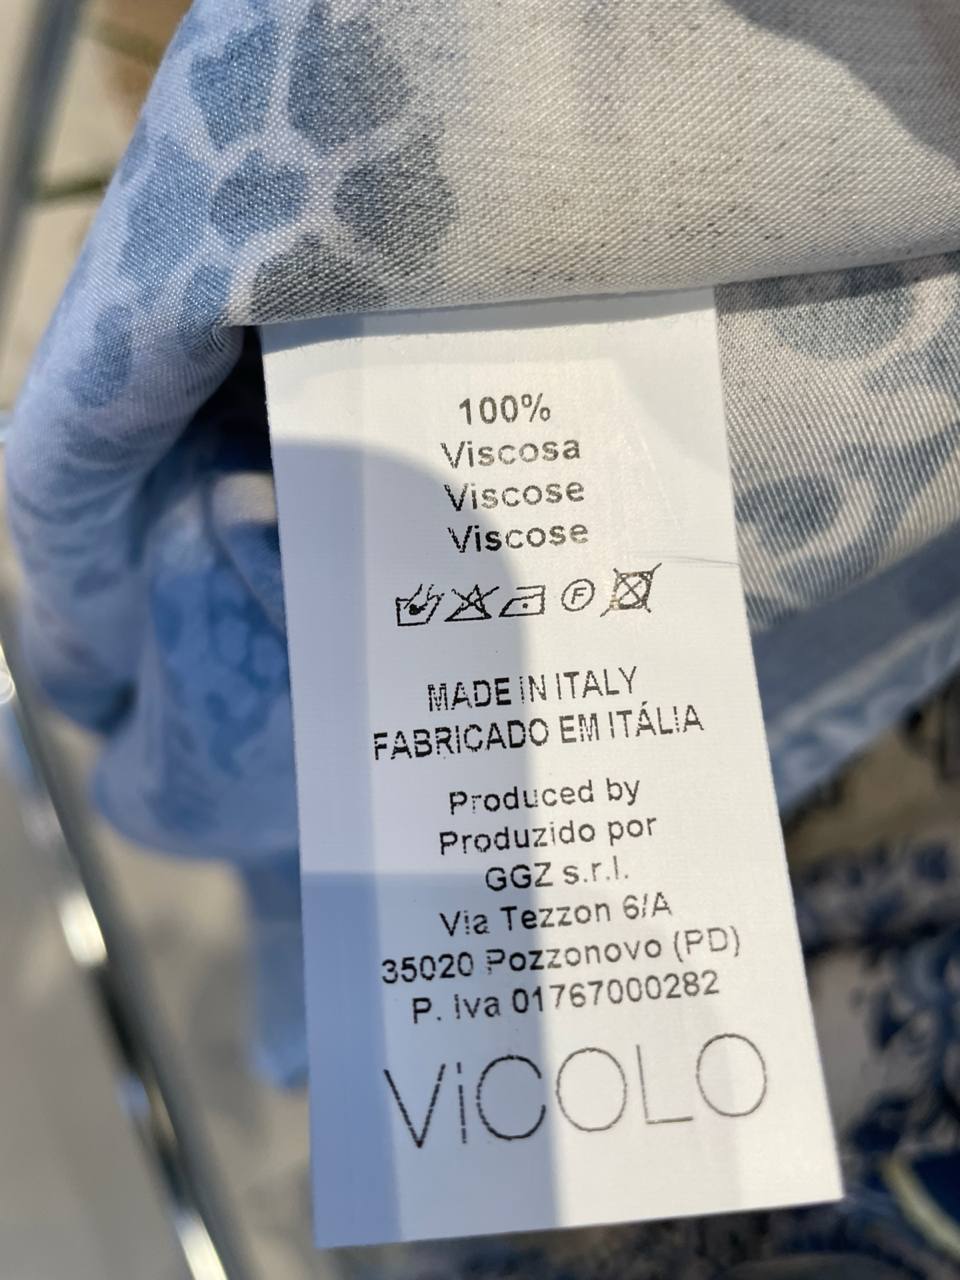 100%
Viscosa
Viscose
Viscose
F
MADE IN ITALY
FABRICADO EM ITÁLIA
Produced by
Produzido por
GGZ s.r.l.
Via Tezzon 6/A
35020 Pozzonovo (PD)
P. Iva 01767000282
ViCOLO